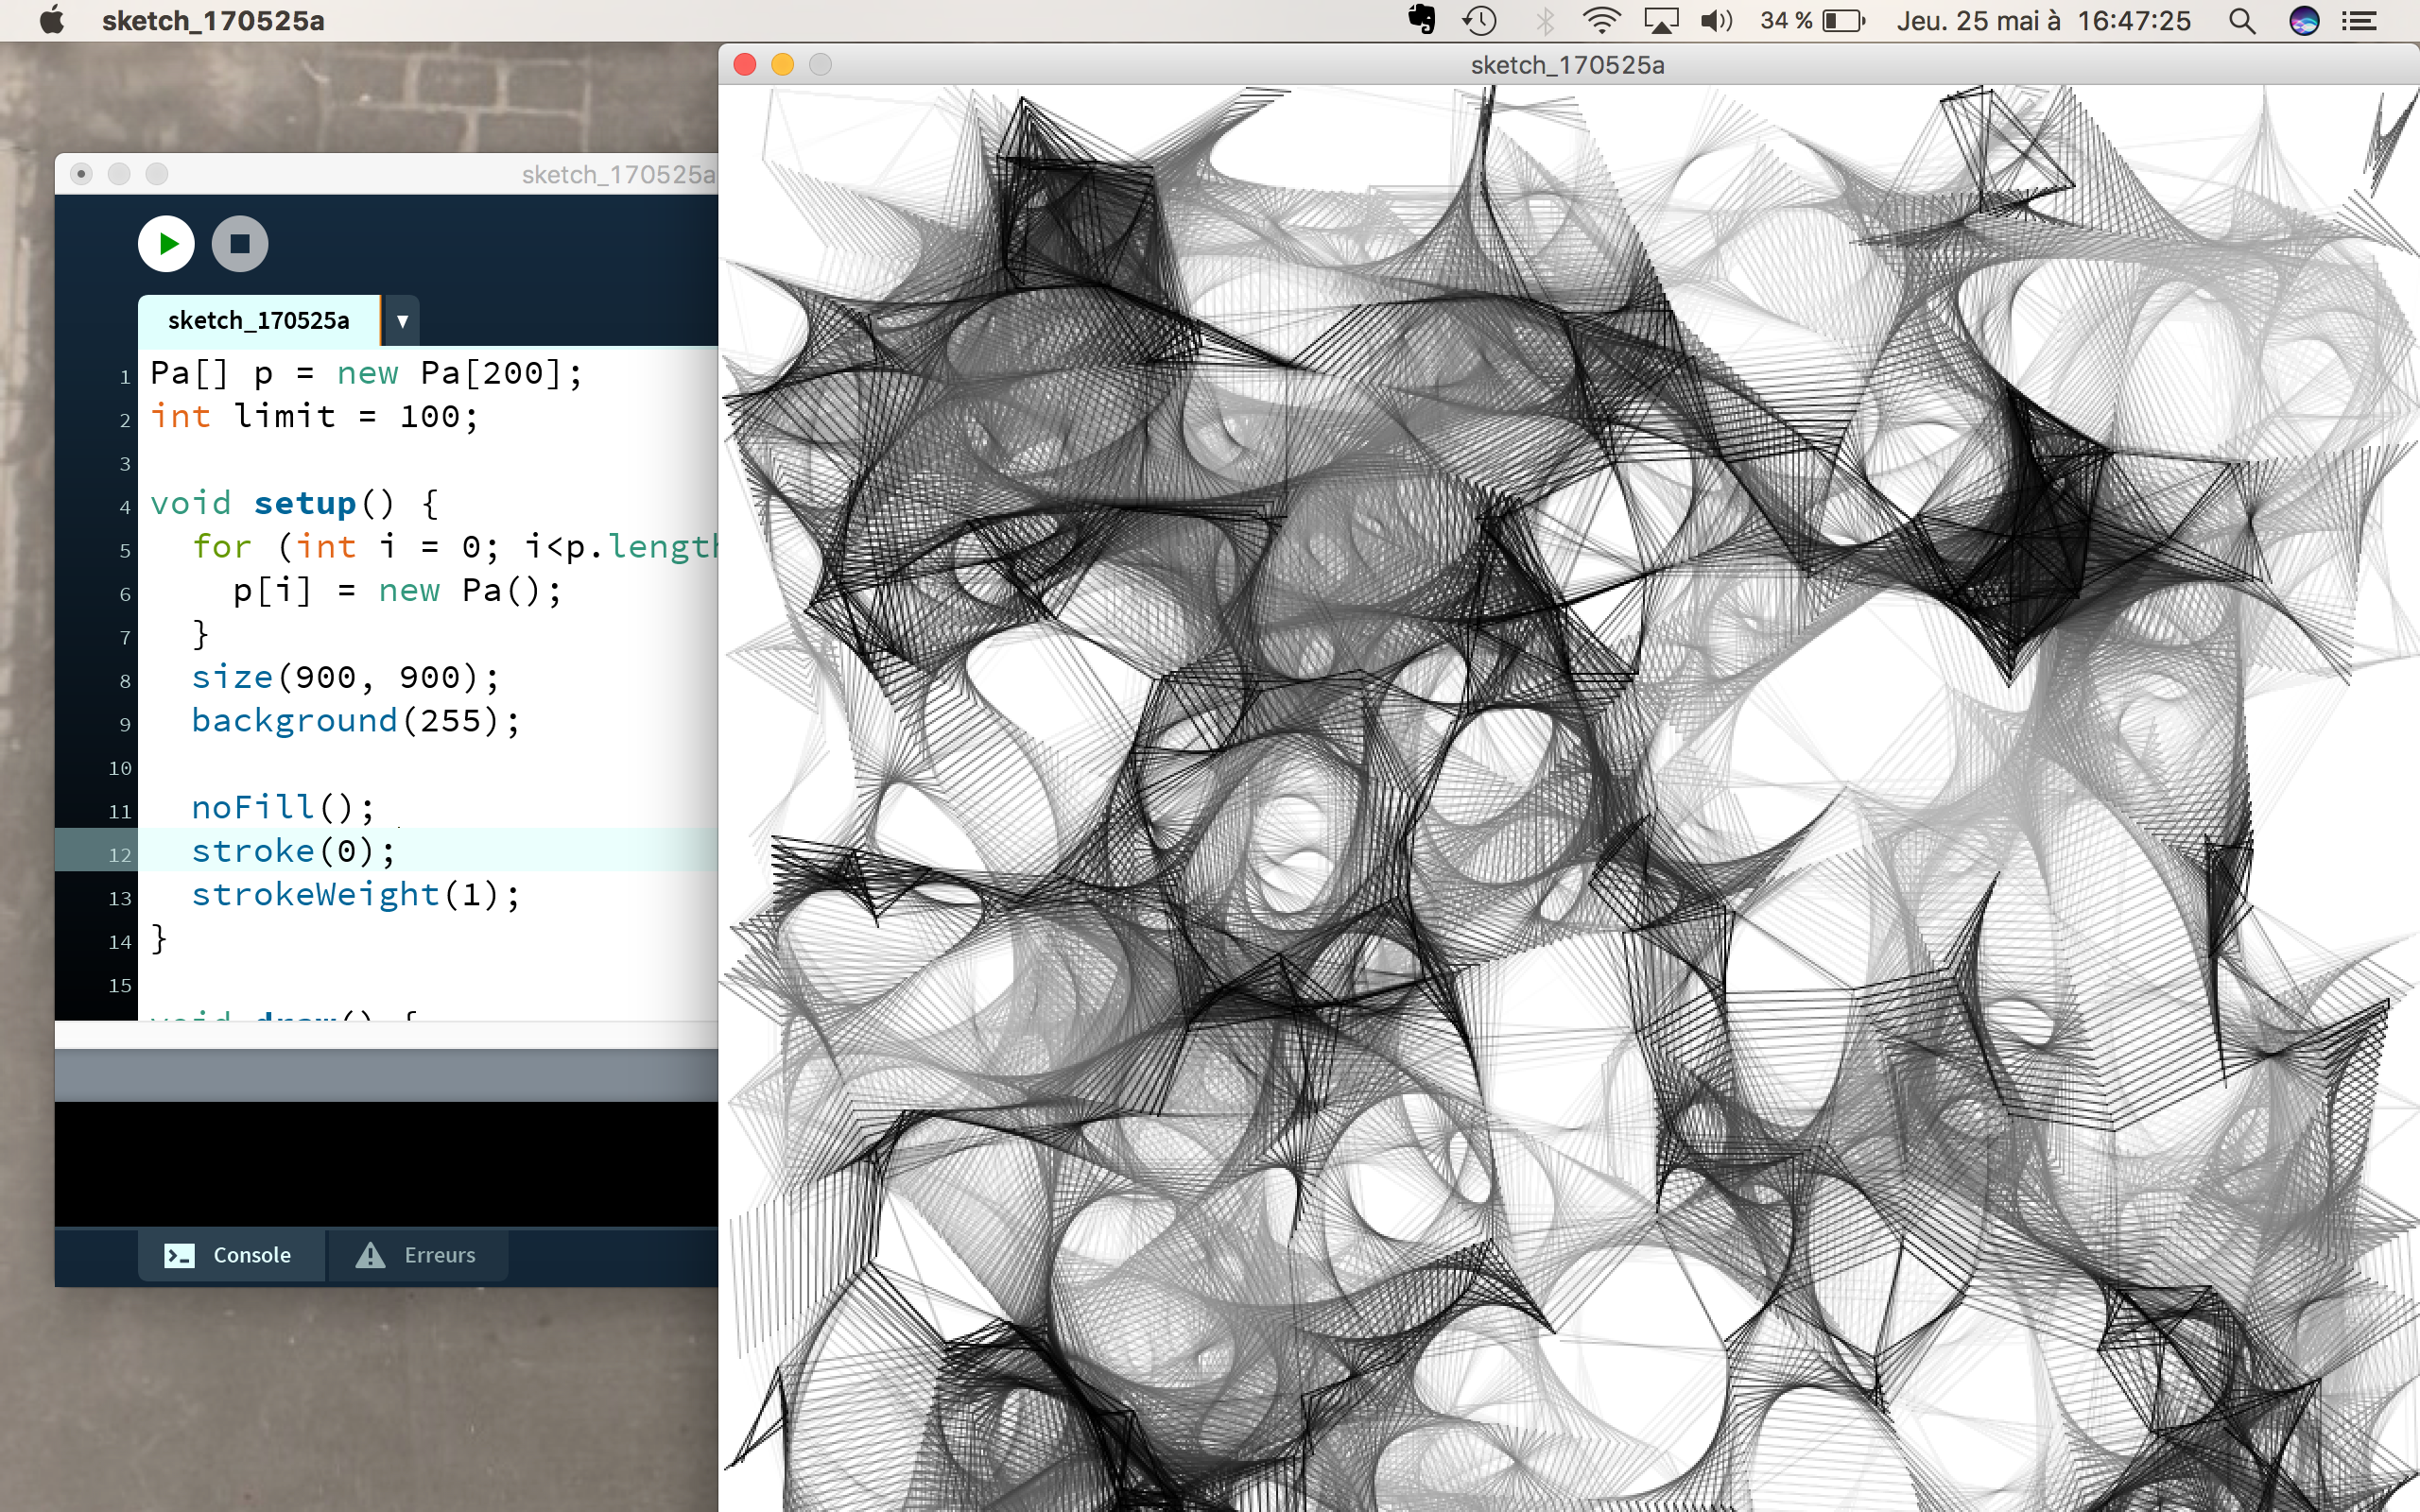 sketch_170525a
34 %
Jeu. 25 mai à 16:47:25
sketch_170525a
sketch_170525a
sketch_170525a
1 Pa[] p = new Pa[200];
2 int limit = 100;
3
4 void setup() {
5 for (int i = 0; i<p.length
6 p[i] = new Pa();
7 }
8 size(900, 900);
9 background(255);
10
11 noFill();
12 stroke(0);
13 strokeWeight(1);
14 }
15
void draw() {
Console
Erreurs